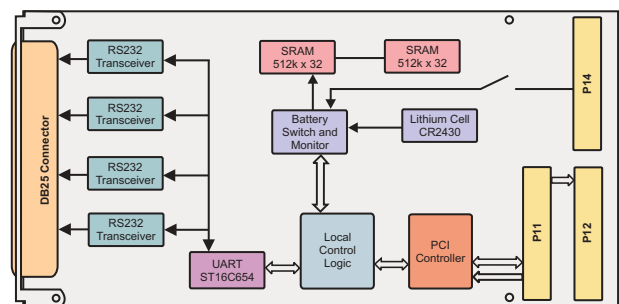 DB25 Connector
RS232
Transceiver
RS232
Transceiver
RS232
Transceiver
RS232
Transceiver
UART
ST16C654
SRAM
512k x 32
SRAM
512k x 32
Battery
Switch and
Monitor
Lithium Cell
CR2430
Local
Control
Logic
PCI
Controller
P14
P11
P12